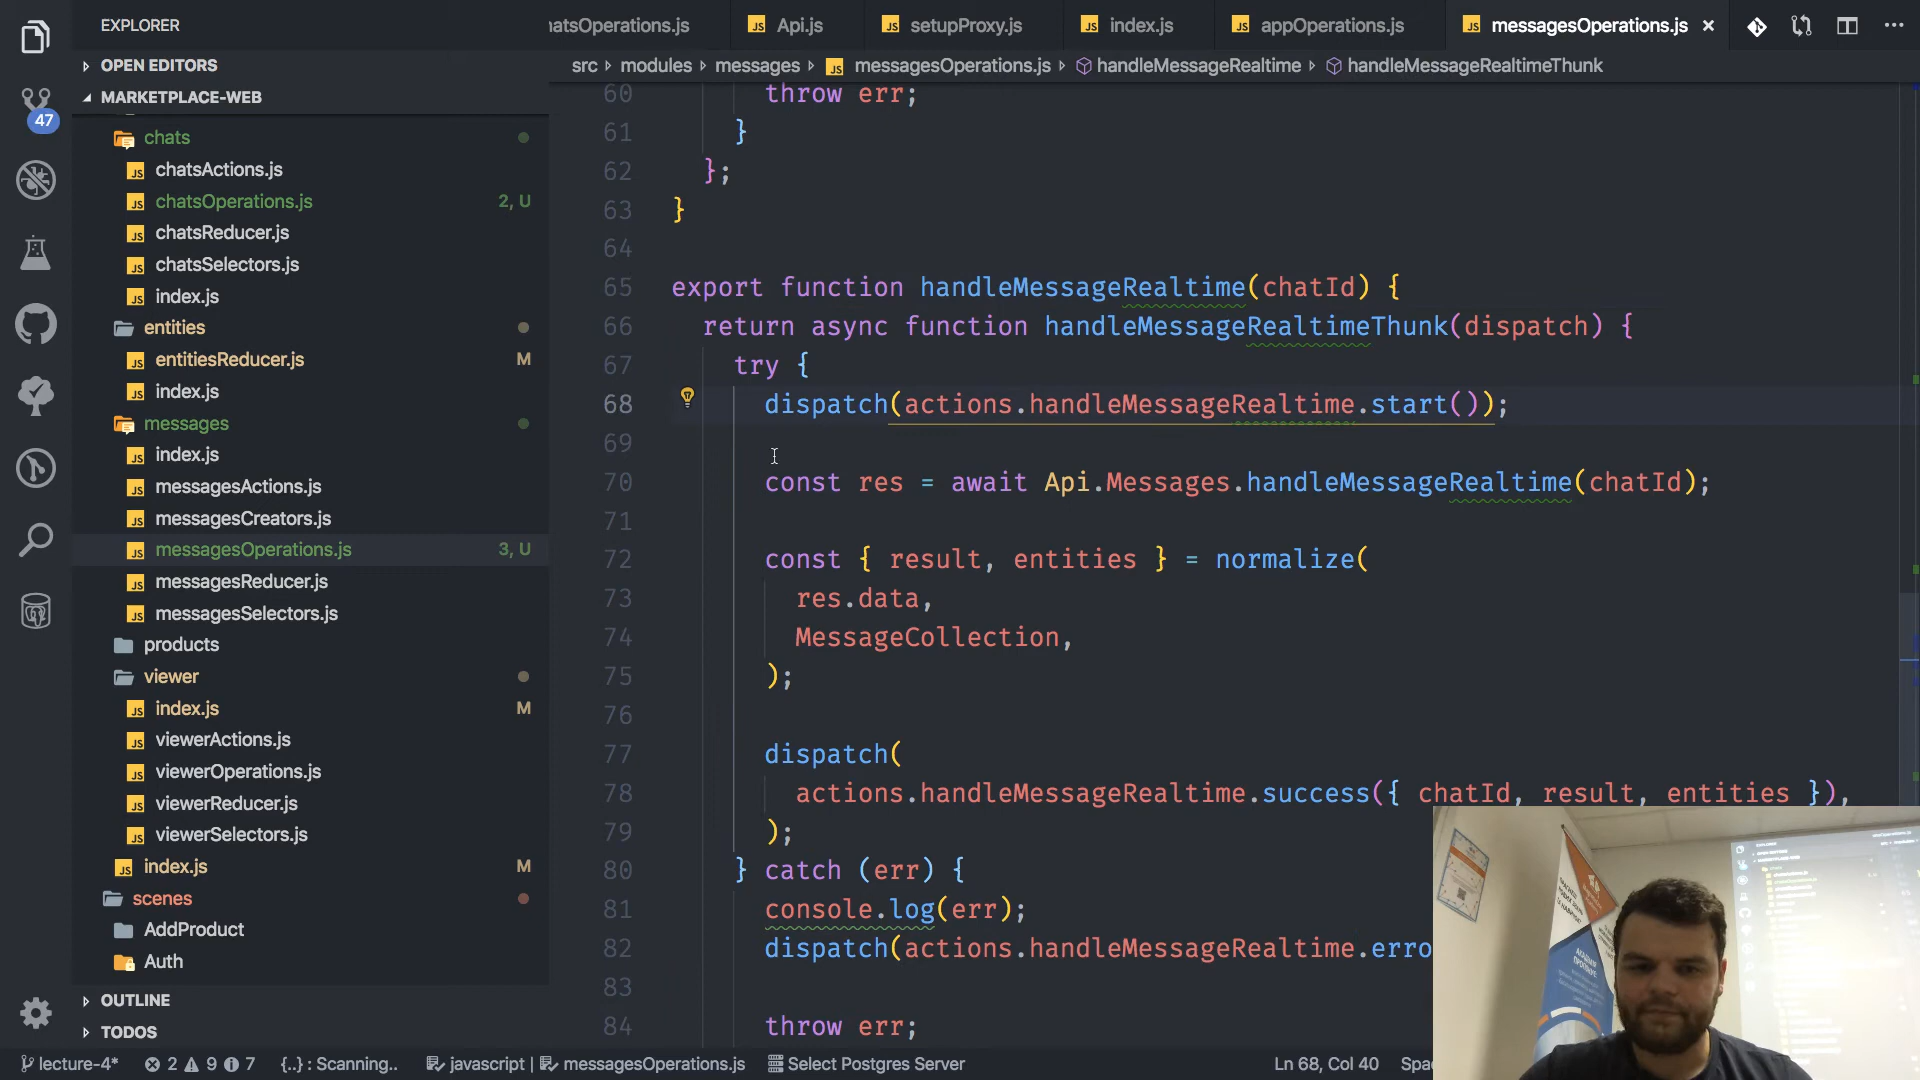 EXPLORER
OPEN EDITORS
MARKETPLACE-WEB
chats
chatsActions.js
chatsOperations.js 2, U
chatsReducer.js
chatsSelectors.js
index.js
entities
entitiesReducer.js M
index.js
messages
index.js
messagesActions.js
messagesCreators.js
messagesOperations.js 3, U
messagesReducer.js
messagesSelectors.js
products
viewer
index.js M
viewerActions.js
viewerOperations.js
viewerReducer.js
viewerSelectors.js
index.js M
scenes
AddProduct
Auth
OUTLINE
TODOS
47
hatsOperations.js Api.js setupProxy.js index.js appOperations.js messagesOperations.js
src > modules > messages > messagesOperations.js > handleMessageRealtime > handleMessageRealtimeThunk
60 throw err;
61 }
62 };
63 }
64
65 export function handleMessageRealtime(chatId) {
66 return async function handleMessageRealtimeThunk(dispatch) {
67 try {
68 dispatch(actions.handleMessageRealtime.start());
69
70 const res = await Api.Messages.handleMessageRealtime(chatId);
71
72 const { result, entities } = normalize(
73 res.data,
74 MessageCollection,
75 );
76
77 dispatch(
78 actions.handleMessageRealtime.success({ chatId, result, entities }),
79 );
80 } catch (err) {
81 console.log(err);
82 dispatch(actions.handleMessageRealtime.erro
83
84 throw err;
lecture-4* 2 9 7 {..} : Scanning.. javascript | messagesOperations.js Select Postgres Server Ln 68, Col 40 Spa